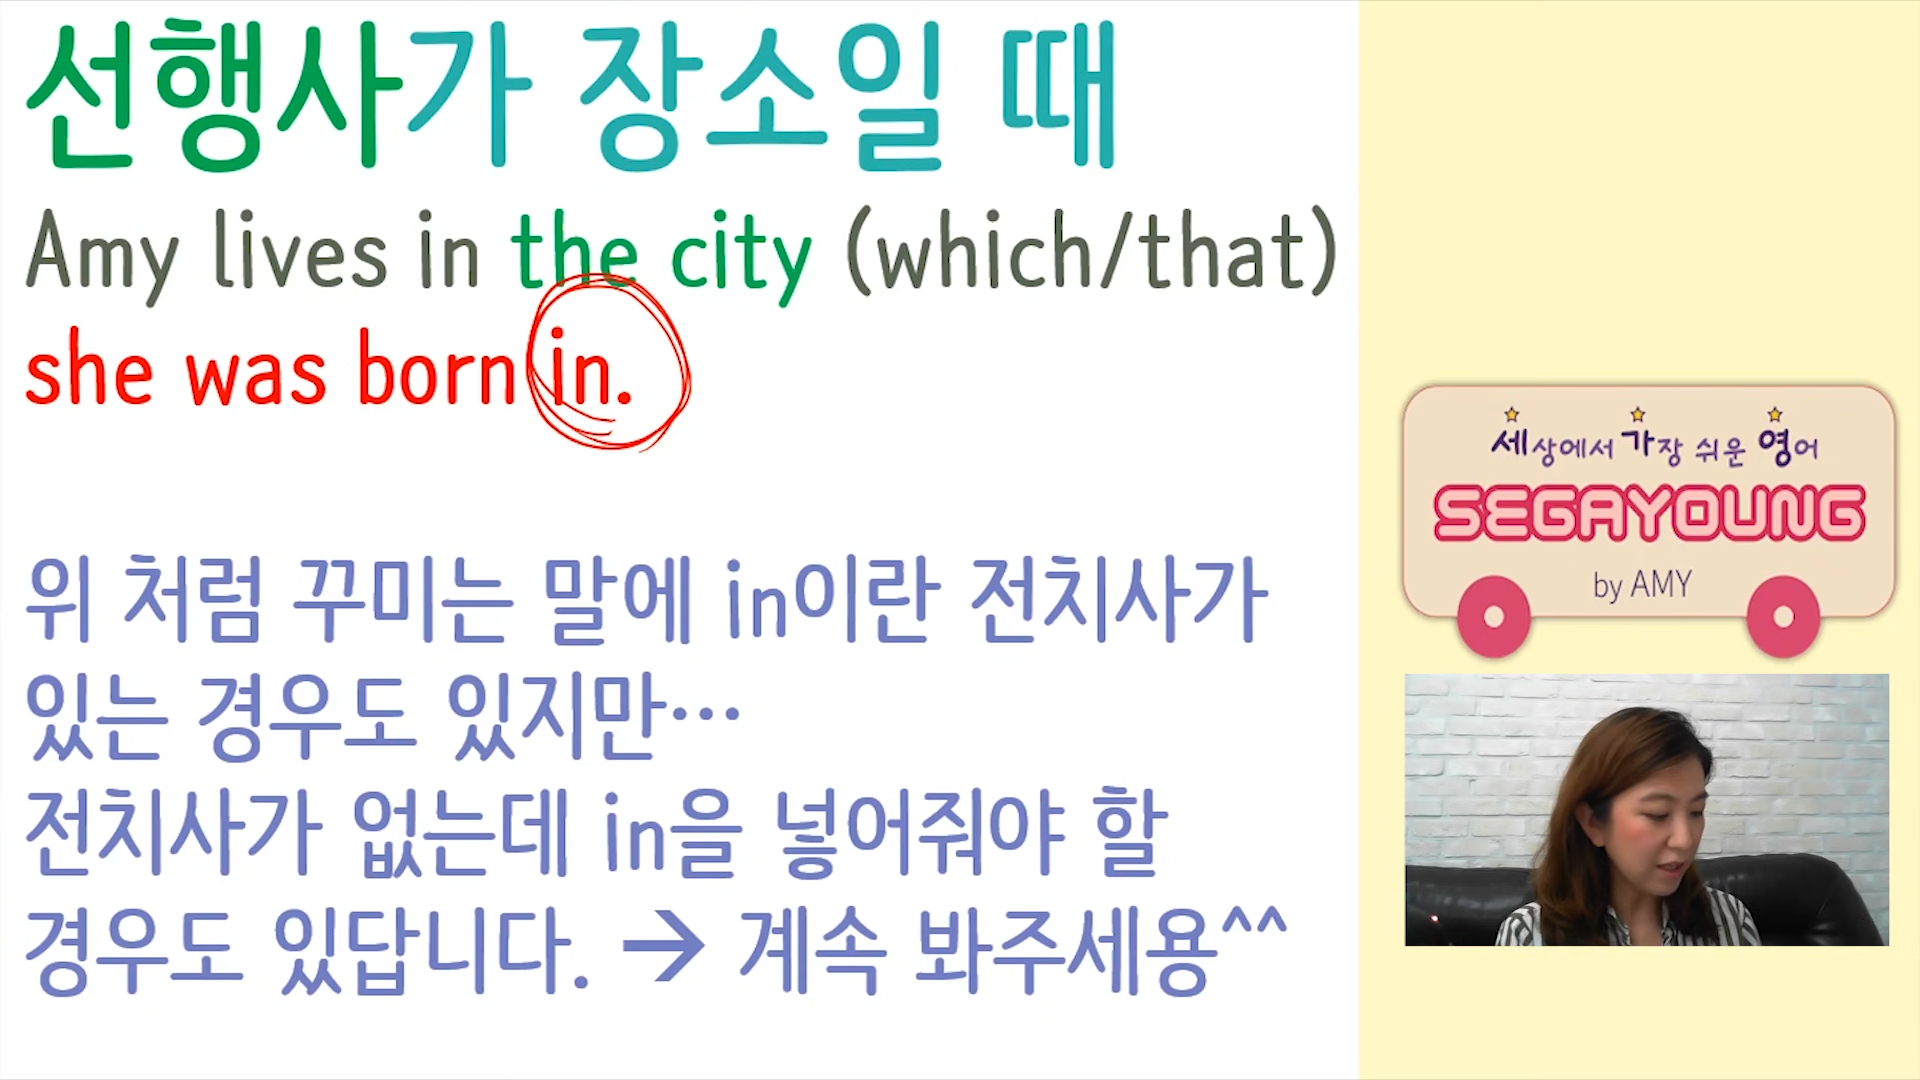 선행사가 장소일 때
Amy lives in the city (which/that)
she was born in.
위 처럼 꾸미는 말에 in이란 전치사가
있는 경우도 있지만…
전치사가 없는데 in을 넣어줘야 할
경우도 있답니다. → 계속 봐주세용^^
세상에서 가장 쉬운 영어
SEGAYOUNG
by AMY